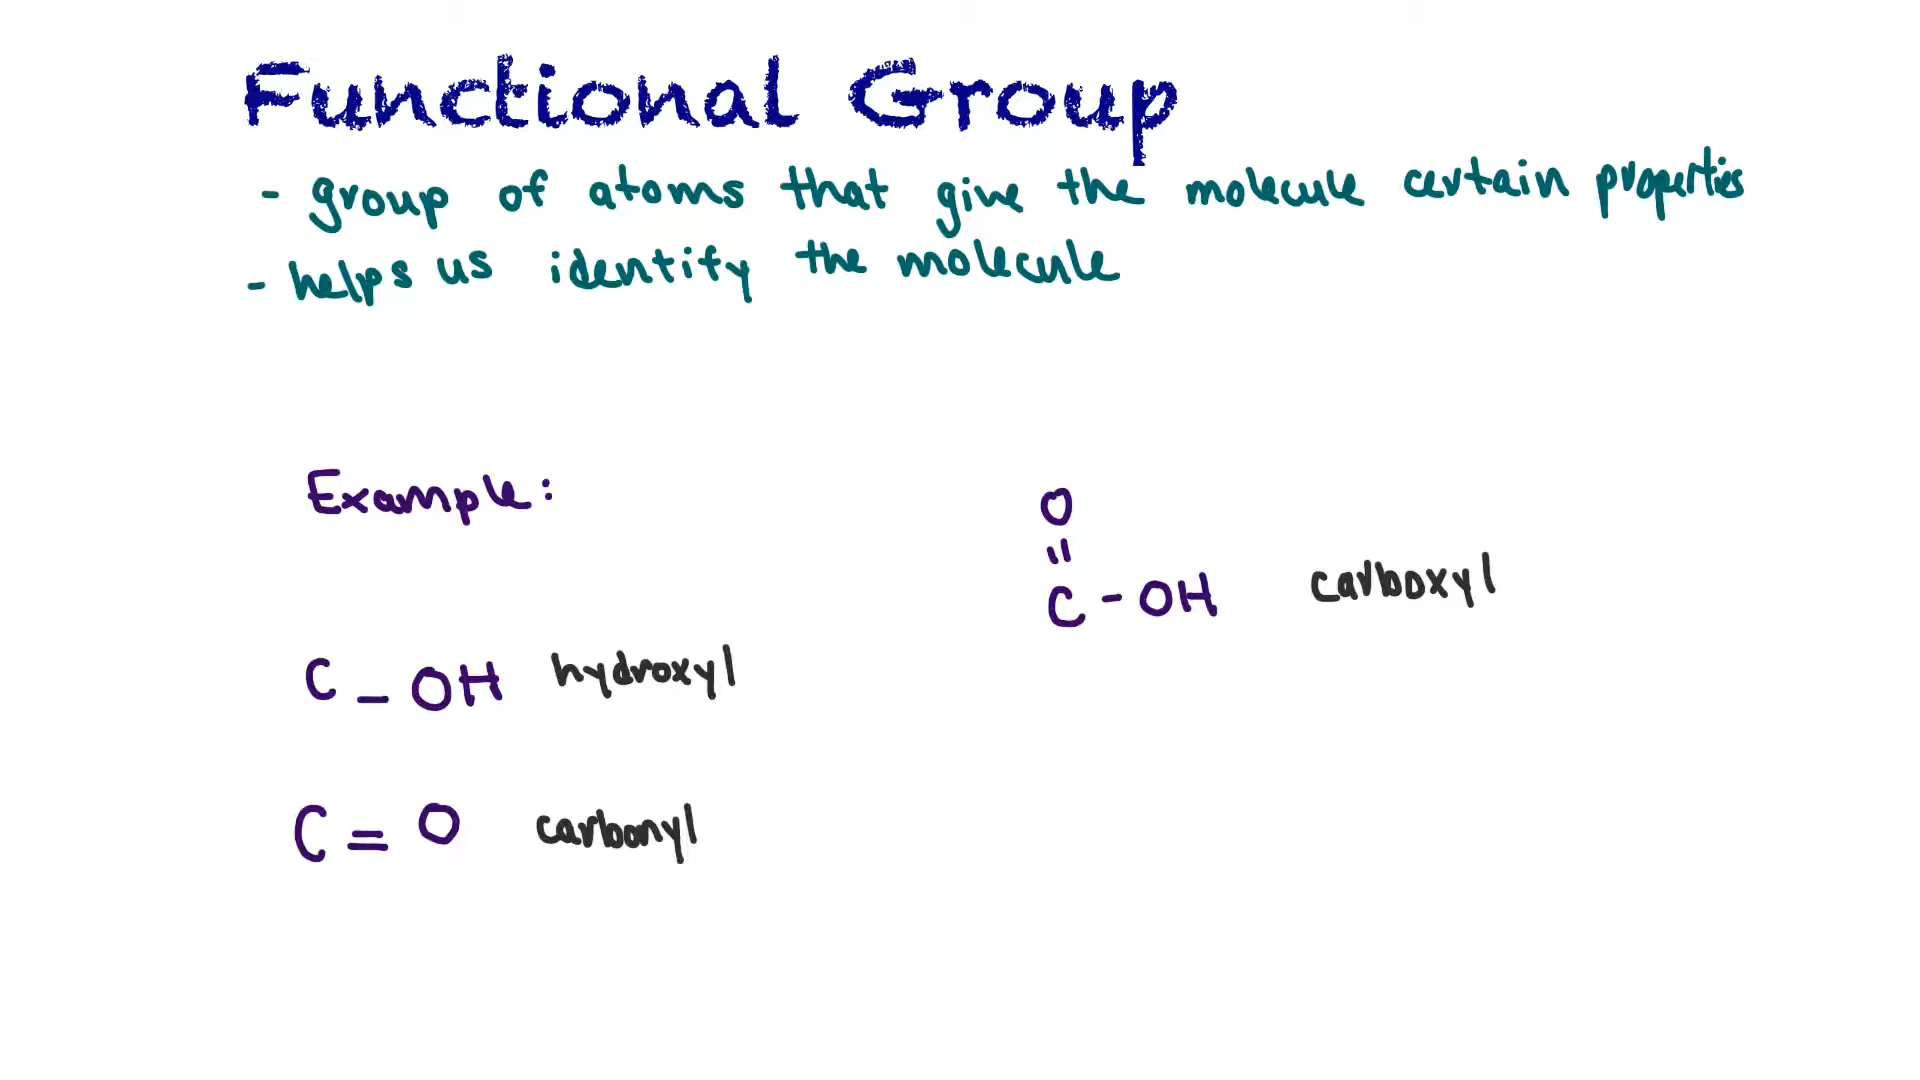 Functional Group
- group of atoms that give the molecule certain properties
- helps us identify the molecule
Example:
O
=
C - OH carboxyl
C - OH hydroxyl
C = O carbonyl